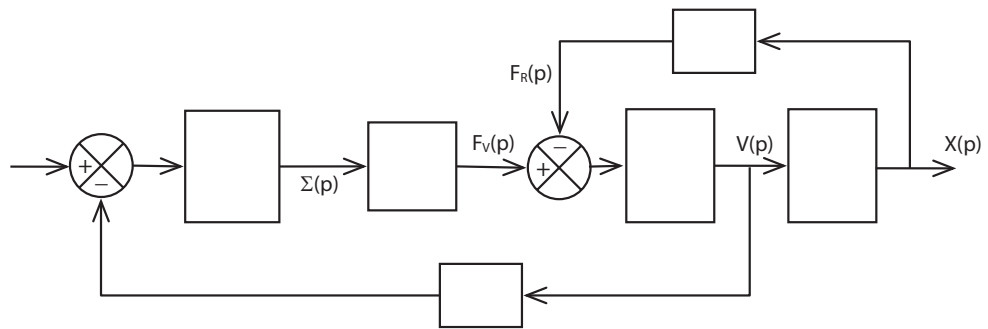 F_R(p)
+
−
Σ(p)
F_V(p)
−
+
V(p)
X(p)